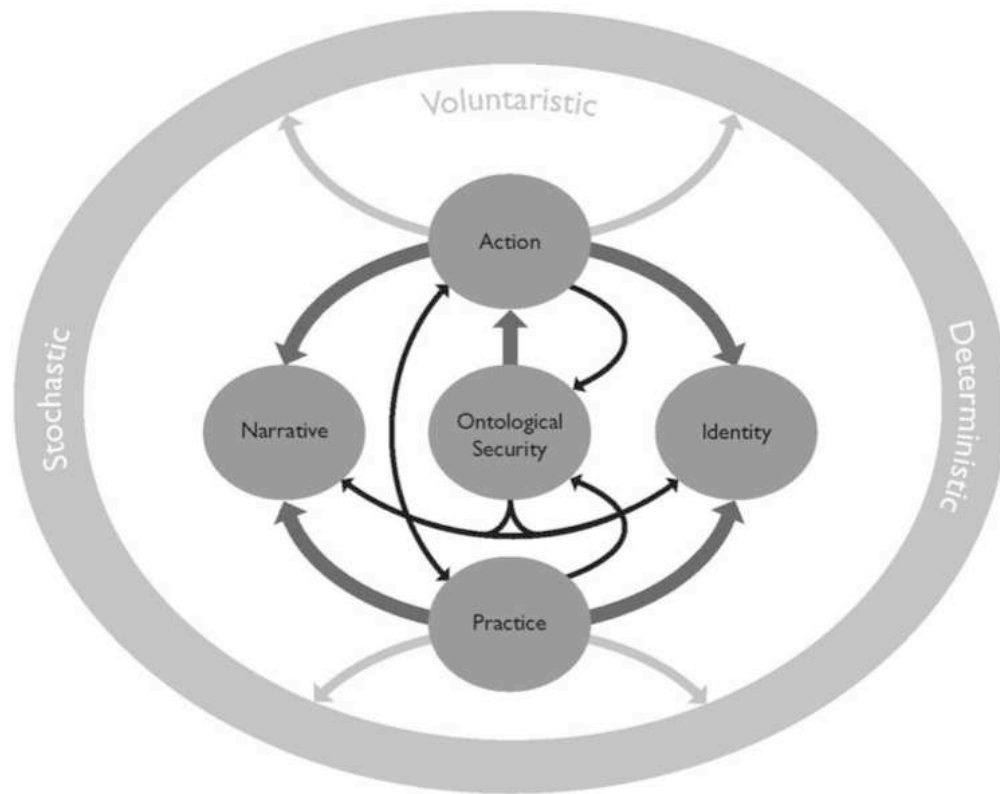 Voluntaristic
Action
Stochastic
Deterministic
Narrative
Ontological
Security
Identity
Practice